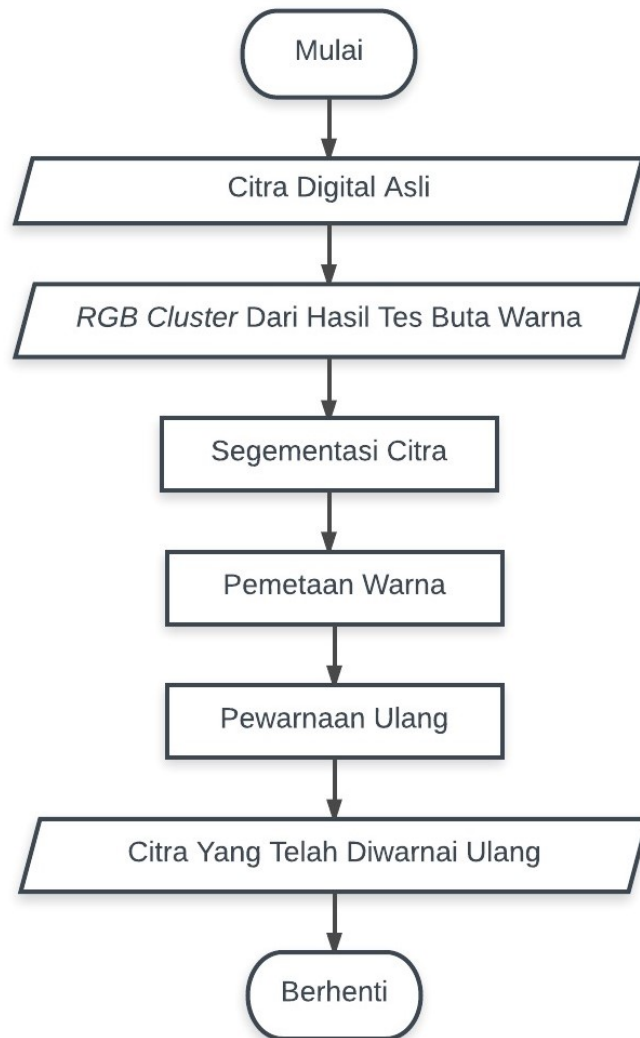 Mulai
Citra Digital Asli
RGB Cluster Dari Hasil Tes Buta Warna
Segementasi Citra
Pemetaan Warna
Pewarnaan Ulang
Citra Yang Telah Diwarnai Ulang
Berhenti